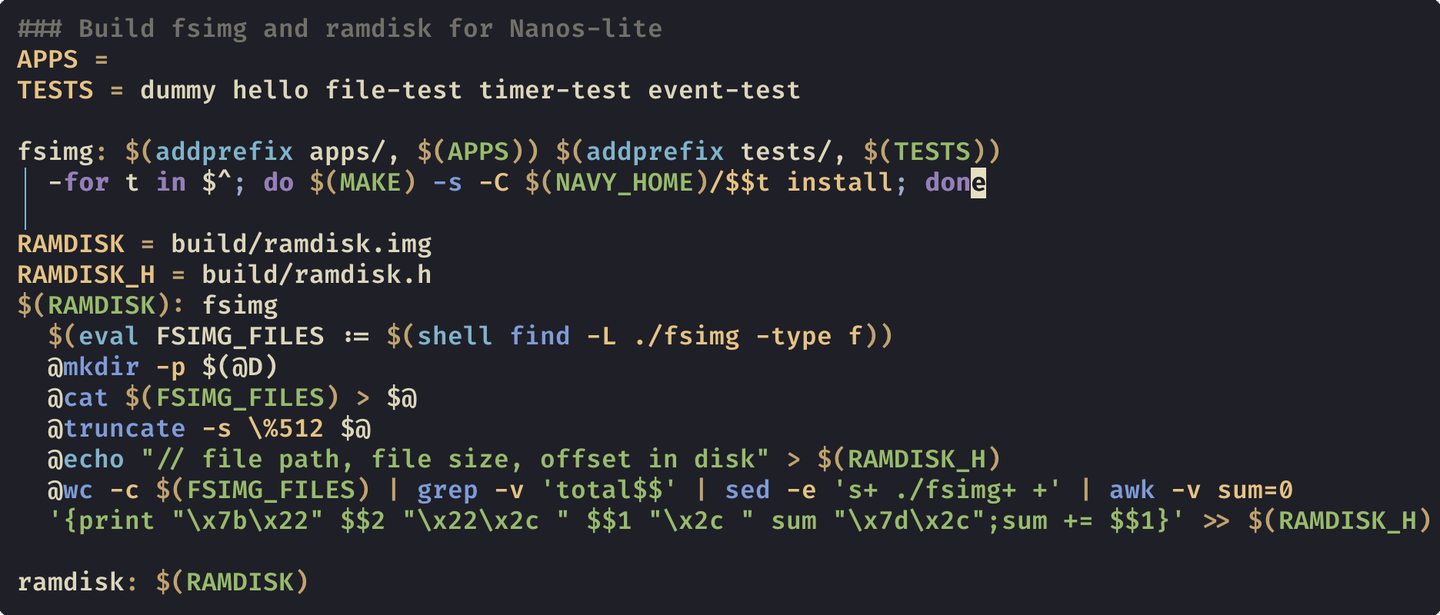 ### Build fsimg and ramdisk for Nanos-lite
APPS =
TESTS = dummy hello file-test timer-test event-test
fsimg: $(addprefix apps/, $(APPS)) $(addprefix tests/, $(TESTS))
  -for t in $^; do $(MAKE) -s -C $(NAVY_HOME)/$$t install; done
RAMDISK = build/ramdisk.img
RAMDISK_H = build/ramdisk.h
$(RAMDISK): fsimg
  $(eval FSIMG_FILES := $(shell find -L ./fsimg -type f))
  @mkdir -p $(@D)
  @cat $(FSIMG_FILES) > $@
  @truncate -s \%512 $@
  @echo "// file path, file size, offset in disk" > $(RAMDISK_H)
  @wc -c $(FSIMG_FILES) | grep -v 'total$$' | sed -e 's+ ./fsimg+ +' | awk -v sum=0
  '{print "\x7b\x22" $$2 "\x22\x2c " $$1 "\x2c " sum "\x7d\x2c";sum += $$1}' >> $(RAMDISK_H)
ramdisk: $(RAMDISK)